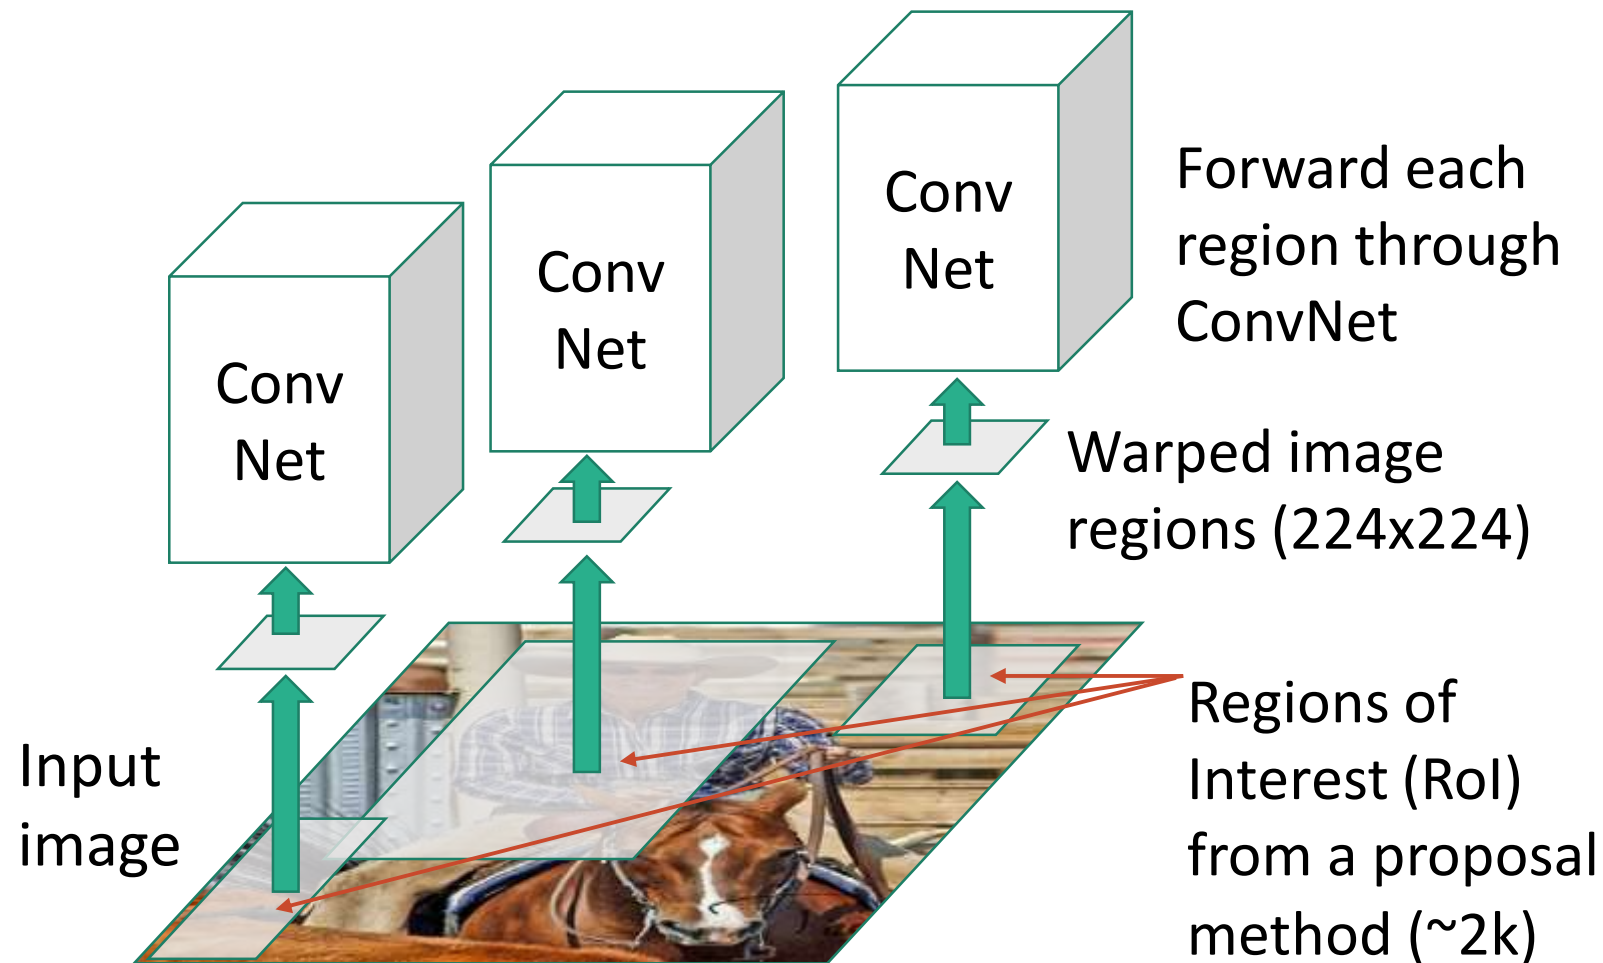 Conv
Net
Conv
Net
Conv
Net
Forward each
region through
ConvNet
Warped image
regions (224x224)
Input
image
Regions of
Interest (RoI)
from a proposal
method (~2k)